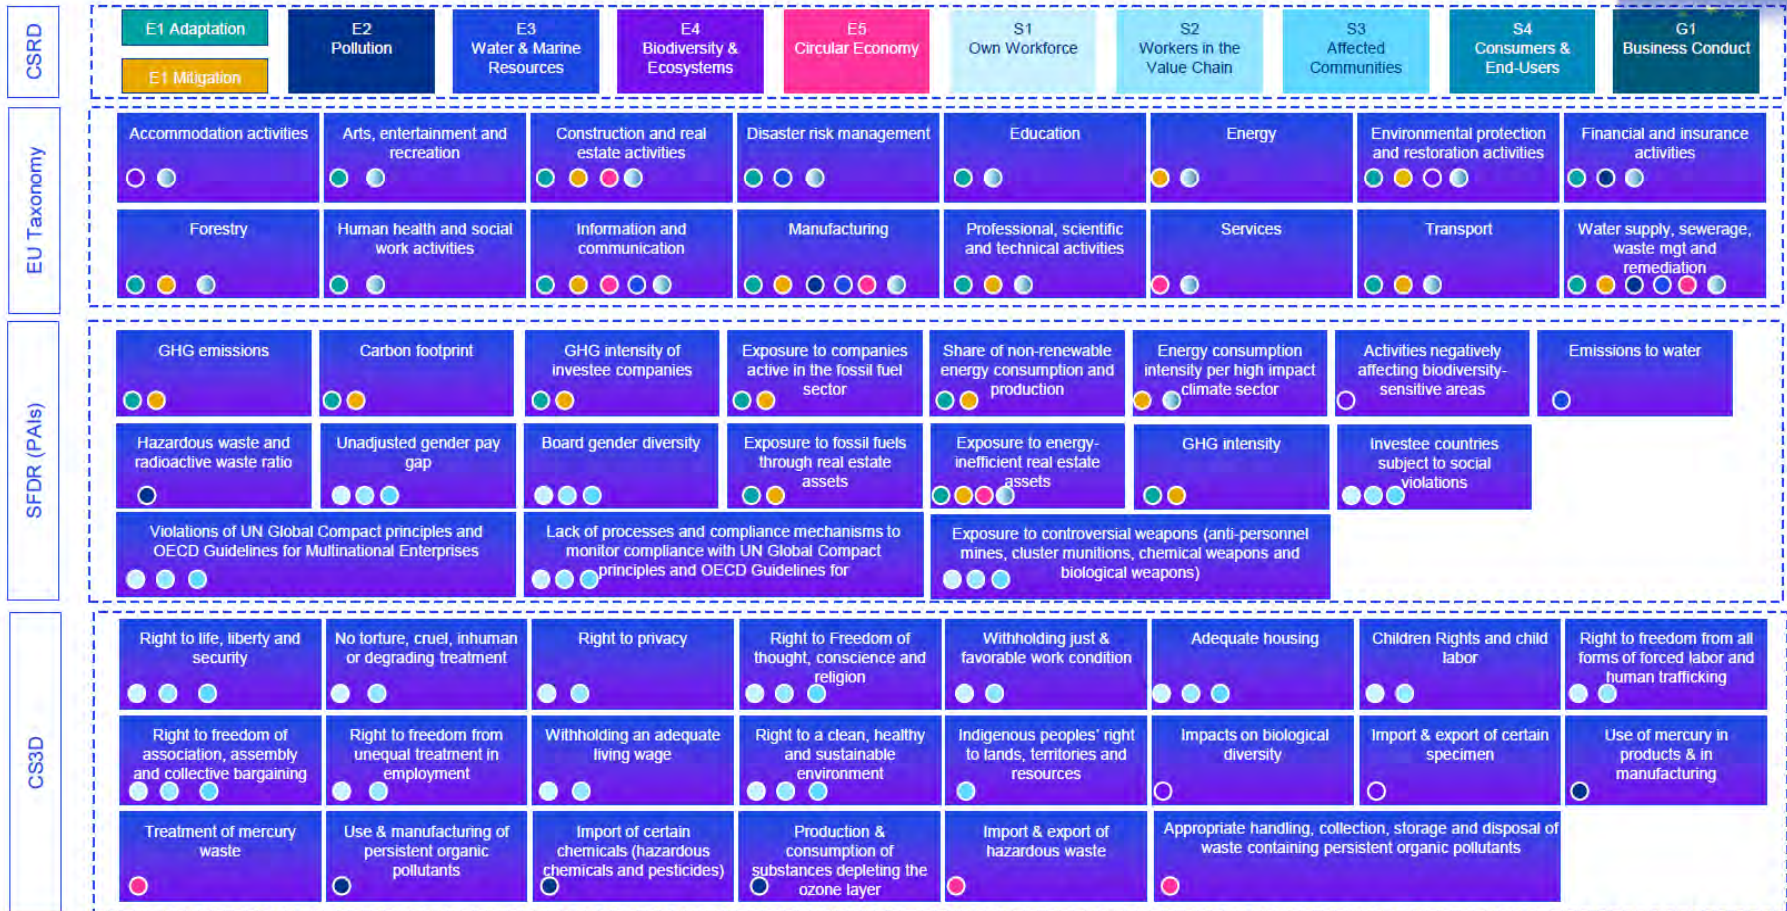 CSRD
E1 Adaptation
E1 Mitigation
E2
Pollution
E3
Water & Marine
Resources
E4
Biodiversity &
Ecosystems
E5
Circular Economy
S1
Own Workforce
S2
Workers in the
Value Chain
S3
Affected
Communities
S4
Consumers &
End-Users
G1
Business Conduct
EU Taxonomy
Accommodation activities
Arts, entertainment and
recreation
Construction and real
estate activities
Disaster risk management
Education
Energy
Environmental protection
and restoration activities
Financial and insurance
activities
Forestry
Human health and social
work activities
Information and
communication
Manufacturing
Professional, scientific
and technical activities
Services
Transport
Water supply, sewerage,
waste mgt and
remediation
SFDR (PAIs)
GHG emissions
Carbon footprint
GHG intensity of
investee companies
Exposure to companies
active in the fossil fuel
sector
Share of non-renewable
energy consumption and
production
Energy consumption
intensity per high impact
climate sector
Activities negatively
affecting biodiversity-
sensitive areas
Emissions to water
Hazardous waste and
radioactive waste ratio
Unadjusted gender pay
gap
Board gender diversity
Exposure to fossil fuels
through real estate
assets
Exposure to energy-
inefficient real estate
assets
GHG intensity
Investee countries
subject to social
violations
Violations of UN Global Compact principles and
OECD Guidelines for Multinational Enterprises
Lack of processes and compliance mechanisms to
monitor compliance with UN Global Compact
principles and OECD Guidelines for
Exposure to controversial weapons (anti-personnel
mines, cluster munitions, chemical weapons and
biological weapons)
CS3D
Right to life, liberty and
security
No torture, cruel, inhuman
or degrading treatment
Right to privacy
Right to Freedom of
thought, conscience and
religion
Withholding just &
favorable work condition
Adequate housing
Children Rights and child
labor
Right to freedom from all
forms of forced labor and
human trafficking
Right to freedom of
association, assembly
and collective bargaining
Right to freedom from
unequal treatment in
employment
Withholding an adequate
living wage
Right to a clean, healthy
and sustainable
environment
Indigenous peoples' right
to lands, territories and
resources
Impacts on biological
diversity
Import & export of certain
specimen
Use of mercury in
products & in
manufacturing
Treatment of mercury
waste
Use & manufacturing of
persistent organic
pollutants
Import of certain
chemicals (hazardous
chemicals and pesticides)
Production &
consumption of
substances depleting the
ozone layer
Import & export of
hazardous waste
Appropriate handling, collection, storage and disposal of
waste containing persistent organic pollutants